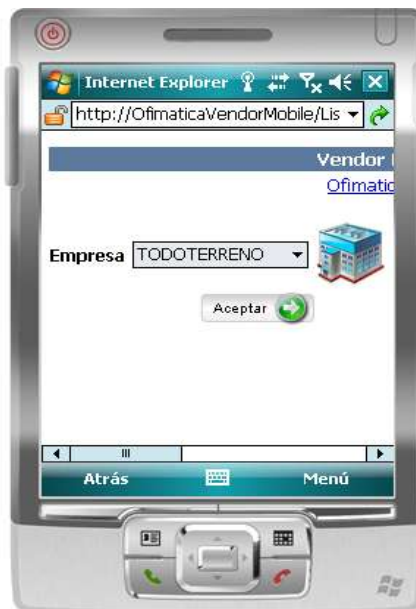 Internet Explorer
http://OfimaticaVendorMobile/Lis
Vendor
Ofimatic
Empresa TODOTERRENO
Aceptar
Atrás Menú